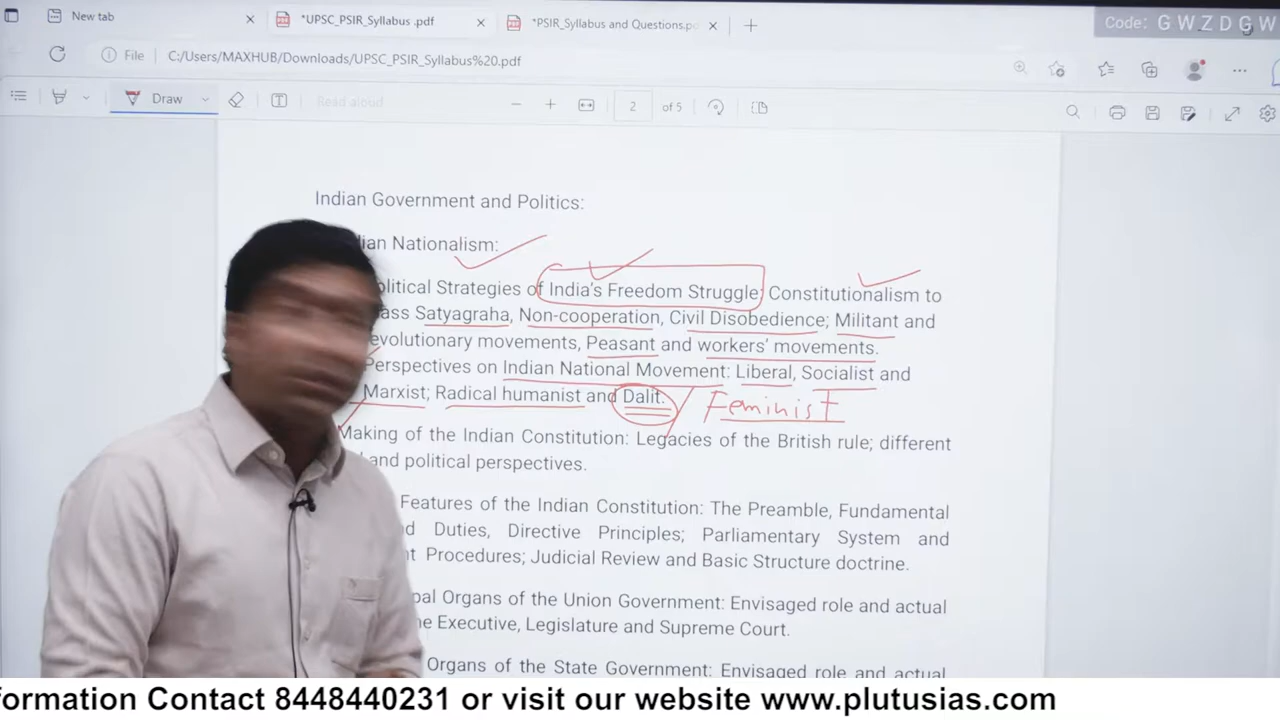 New tab
*UPSC_PSIR_Syllabus .pdf
*PSIR_Syllabus and Questions.p
Code: G W Z D G W
File C:/Users/MAXHUB/Downloads/UPSC_PSIR_Syllabus%20.pdf
Draw
Read aloud
2 of 5
Indian Government and Politics:
Nationalism:
Strategies of India's Freedom Struggle: Constitutionalism to
Satyagraha, Non-cooperation, Civil Disobedience; Militant and
evolutionary movements, Peasant and workers' movements.
Perspectives on Indian National Movement: Liberal, Socialist and
Marxist; Radical humanist and Dalit. / Feminist
Making of the Indian Constitution: Legacies of the British rule; different
and political perspectives.
Features of the Indian Constitution: The Preamble, Fundamental
Duties, Directive Principles; Parliamentary System and
Procedures; Judicial Review and Basic Structure doctrine.
Organs of the Union Government: Envisaged role and actual
Executive, Legislature and Supreme Court.
Organs of the State Government: Envisaged role and actual
formation Contact 8448440231 or visit our website www.plutusias.com